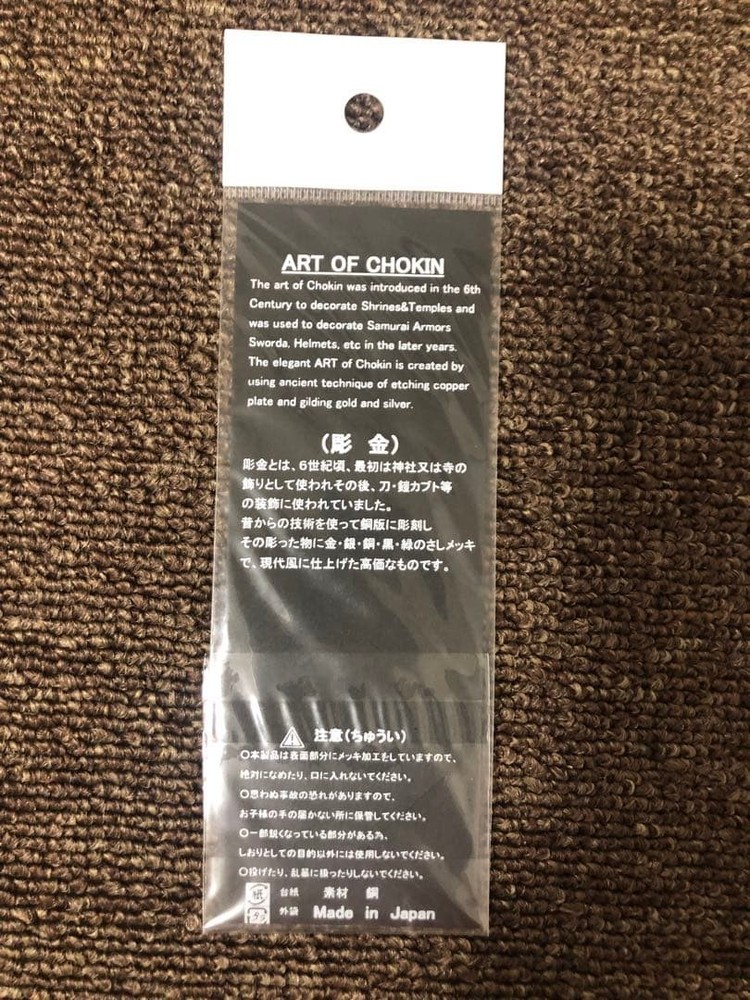 ART OF CHOKIN
The art of Chokin was introduced in the 6th
Century to decorate Shrines&Temples and
was used to decorate Samurai Armors
Sworda, Helmets, etc in the later years.
The elegant ART of Chokin is created by
using ancient technique of etching copper
plate and gilding gold and silver.
(彫 金)
彫金とは、6世紀頃、最初は神社又は寺の
飾りとして使われその後、刀・鎧カブト等
の装飾に使われていました。
昔からの技術を使って銅版に彫刻し
その彫った物に金・銀・銅・黒・緑のさしメッキ
で、現代風に仕上げた高価なものです。
注意(ちゅうい)
○本製品は表面部分にメッキ加工をしていますので、
絶対になめたり、口に入れないでください。
○思わぬ事故の恐れがありますので、
お子様の手の届かない所に保管してください。
○一部鋭くなっている部分がある為、
しおりとしての目的以外には使用しないでください。
○投げたり、乱暴に扱ったりしないでください。
紙 台紙 素材 銅
プラ 外袋 Made in Japan